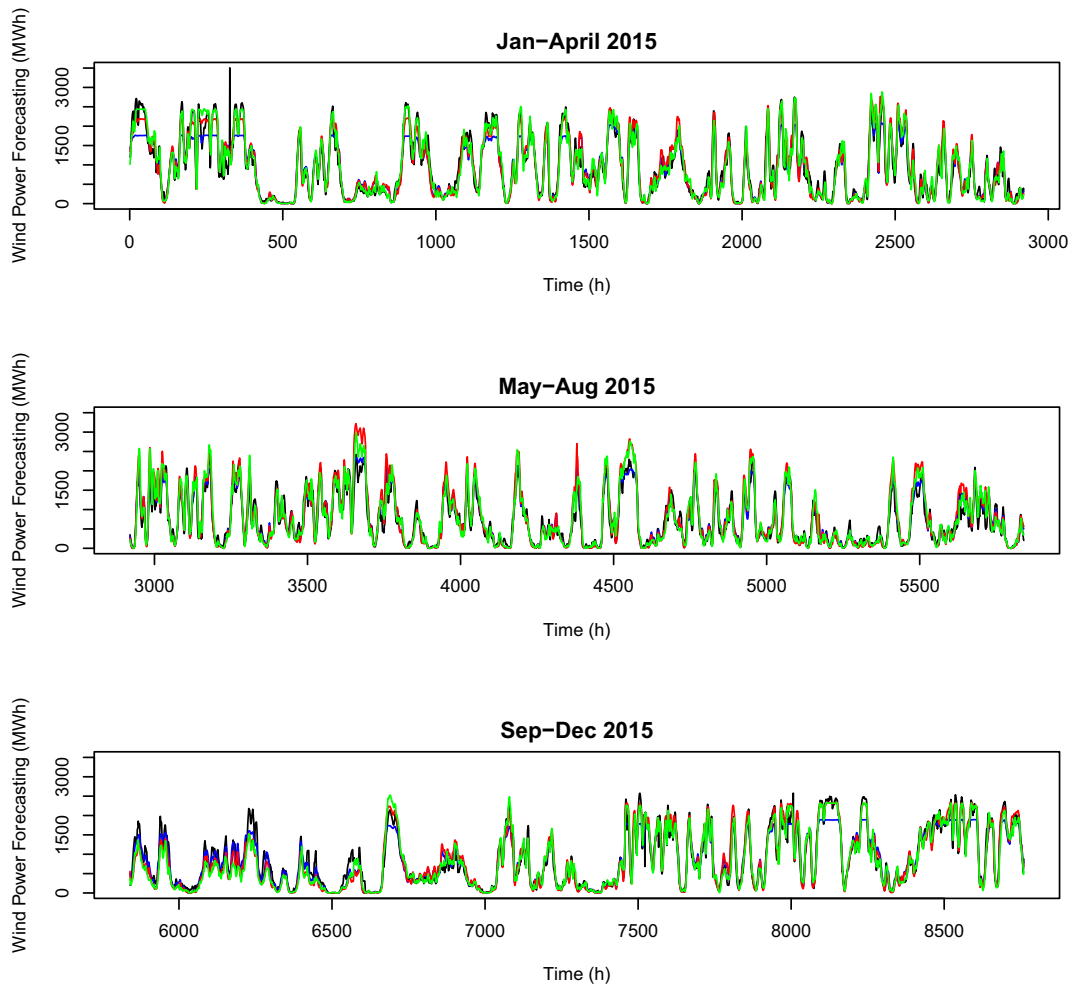 Jan−April 2015
Wind Power Forecasting (MWh)
0 1500 3000
0 500 1000 1500 2000 2500 3000
Time (h)
May−Aug 2015
Wind Power Forecasting (MWh)
0 1500 3000
3000 3500 4000 4500 5000 5500
Time (h)
Sep−Dec 2015
Wind Power Forecasting (MWh)
0 1500 3000
6000 6500 7000 7500 8000 8500
Time (h)